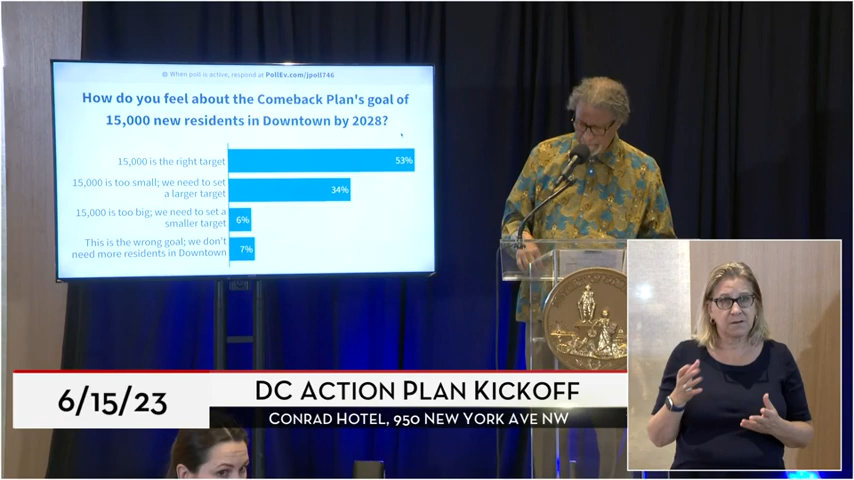 When poll is active, respond at PollEv.com/jpoll746
How do you feel about the Comeback Plan's goal of
15,000 new residents in Downtown by 2028?
15,000 is the right target
53%
15,000 is too small; we need to set
a larger target
34%
15,000 is too big; we need to set a
smaller target
6%
This is the wrong goal; we don't
need more residents in Downtown
7%
6/15/23
DC ACTION PLAN KICKOFF
CONRAD HOTEL, 950 NEW YORK AVE NW